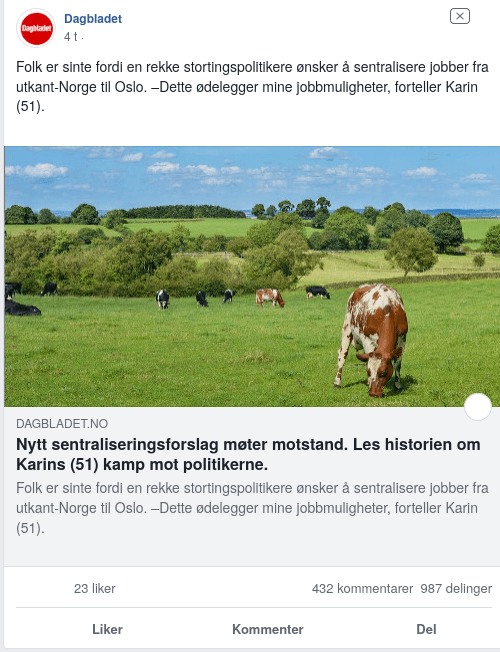 Dagbladet
Dagbladet
4 t ·
Folk er sinte fordi en rekke stortingspolitikere ønsker å sentralisere jobber fra
utkant-Norge til Oslo. –Dette ødelegger mine jobbmuligheter, forteller Karin
(51).
DAGBLADET.NO
Nytt sentraliseringsforslag møter motstand. Les historien om
Karins (51) kamp mot politikerne.
Folk er sinte fordi en rekke stortingspolitikere ønsker å sentralisere jobber fra
utkant-Norge til Oslo. –Dette ødelegger mine jobbmuligheter, forteller Karin
(51).
23 liker 432 kommentarer 987 delinger
Liker Kommenter Del